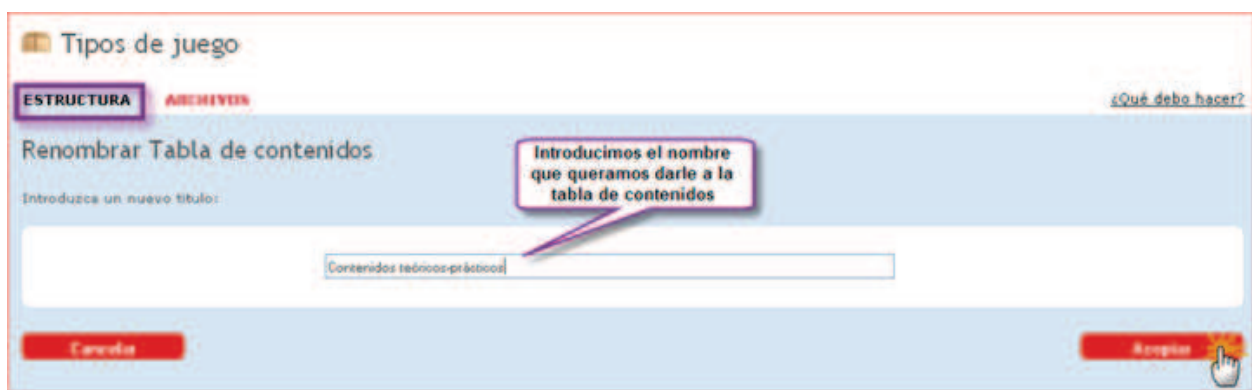 Tipos de juego
ESTRUCTURA ARCHIVOS ¿Qué debo hacer?
Renombrar Tabla de contenidos
Introducimos el nombre
que queramos darle a la
tabla de contenidos
Introduzca un nuevo título:
Contenidos teóricos-prácticos
Cancelar Aceptar